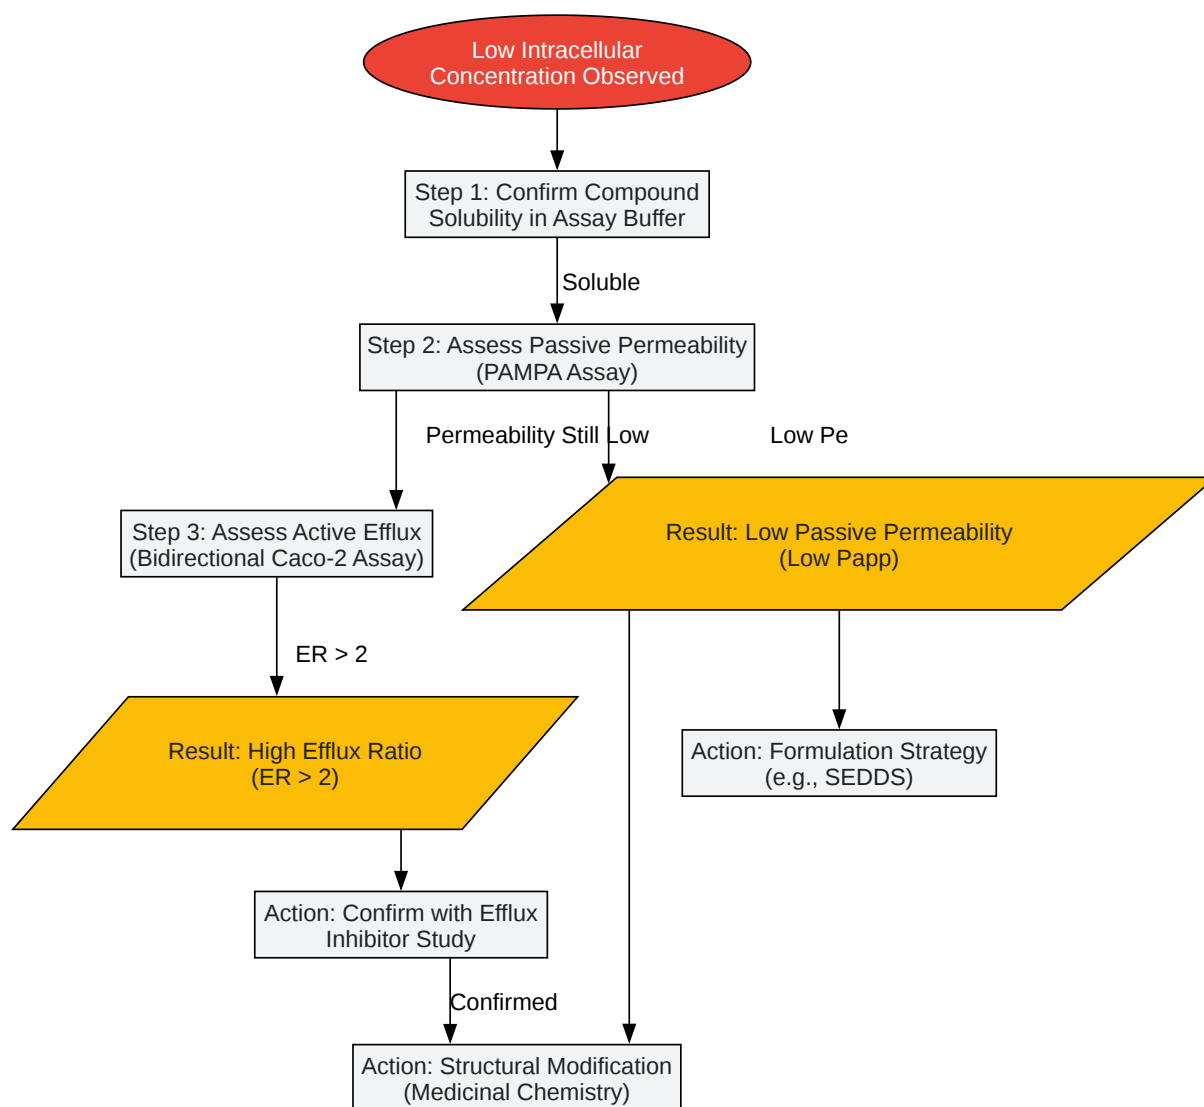 Low Intracellular
Concentration Observed
Step 1: Confirm Compound
Solubility in Assay Buffer
Soluble
Step 2: Assess Passive Permeability
(PAMPA Assay)
Permeability Still Low
Low Pe
Step 3: Assess Active Efflux
(Bidirectional Caco-2 Assay)
Result: Low Passive Permeability
(Low Papp)
ER > 2
Result: High Efflux Ratio
(ER > 2)
Action: Formulation Strategy
(e.g., SEDDS)
Action: Confirm with Efflux
Inhibitor Study
Confirmed
Action: Structural Modification
(Medicinal Chemistry)